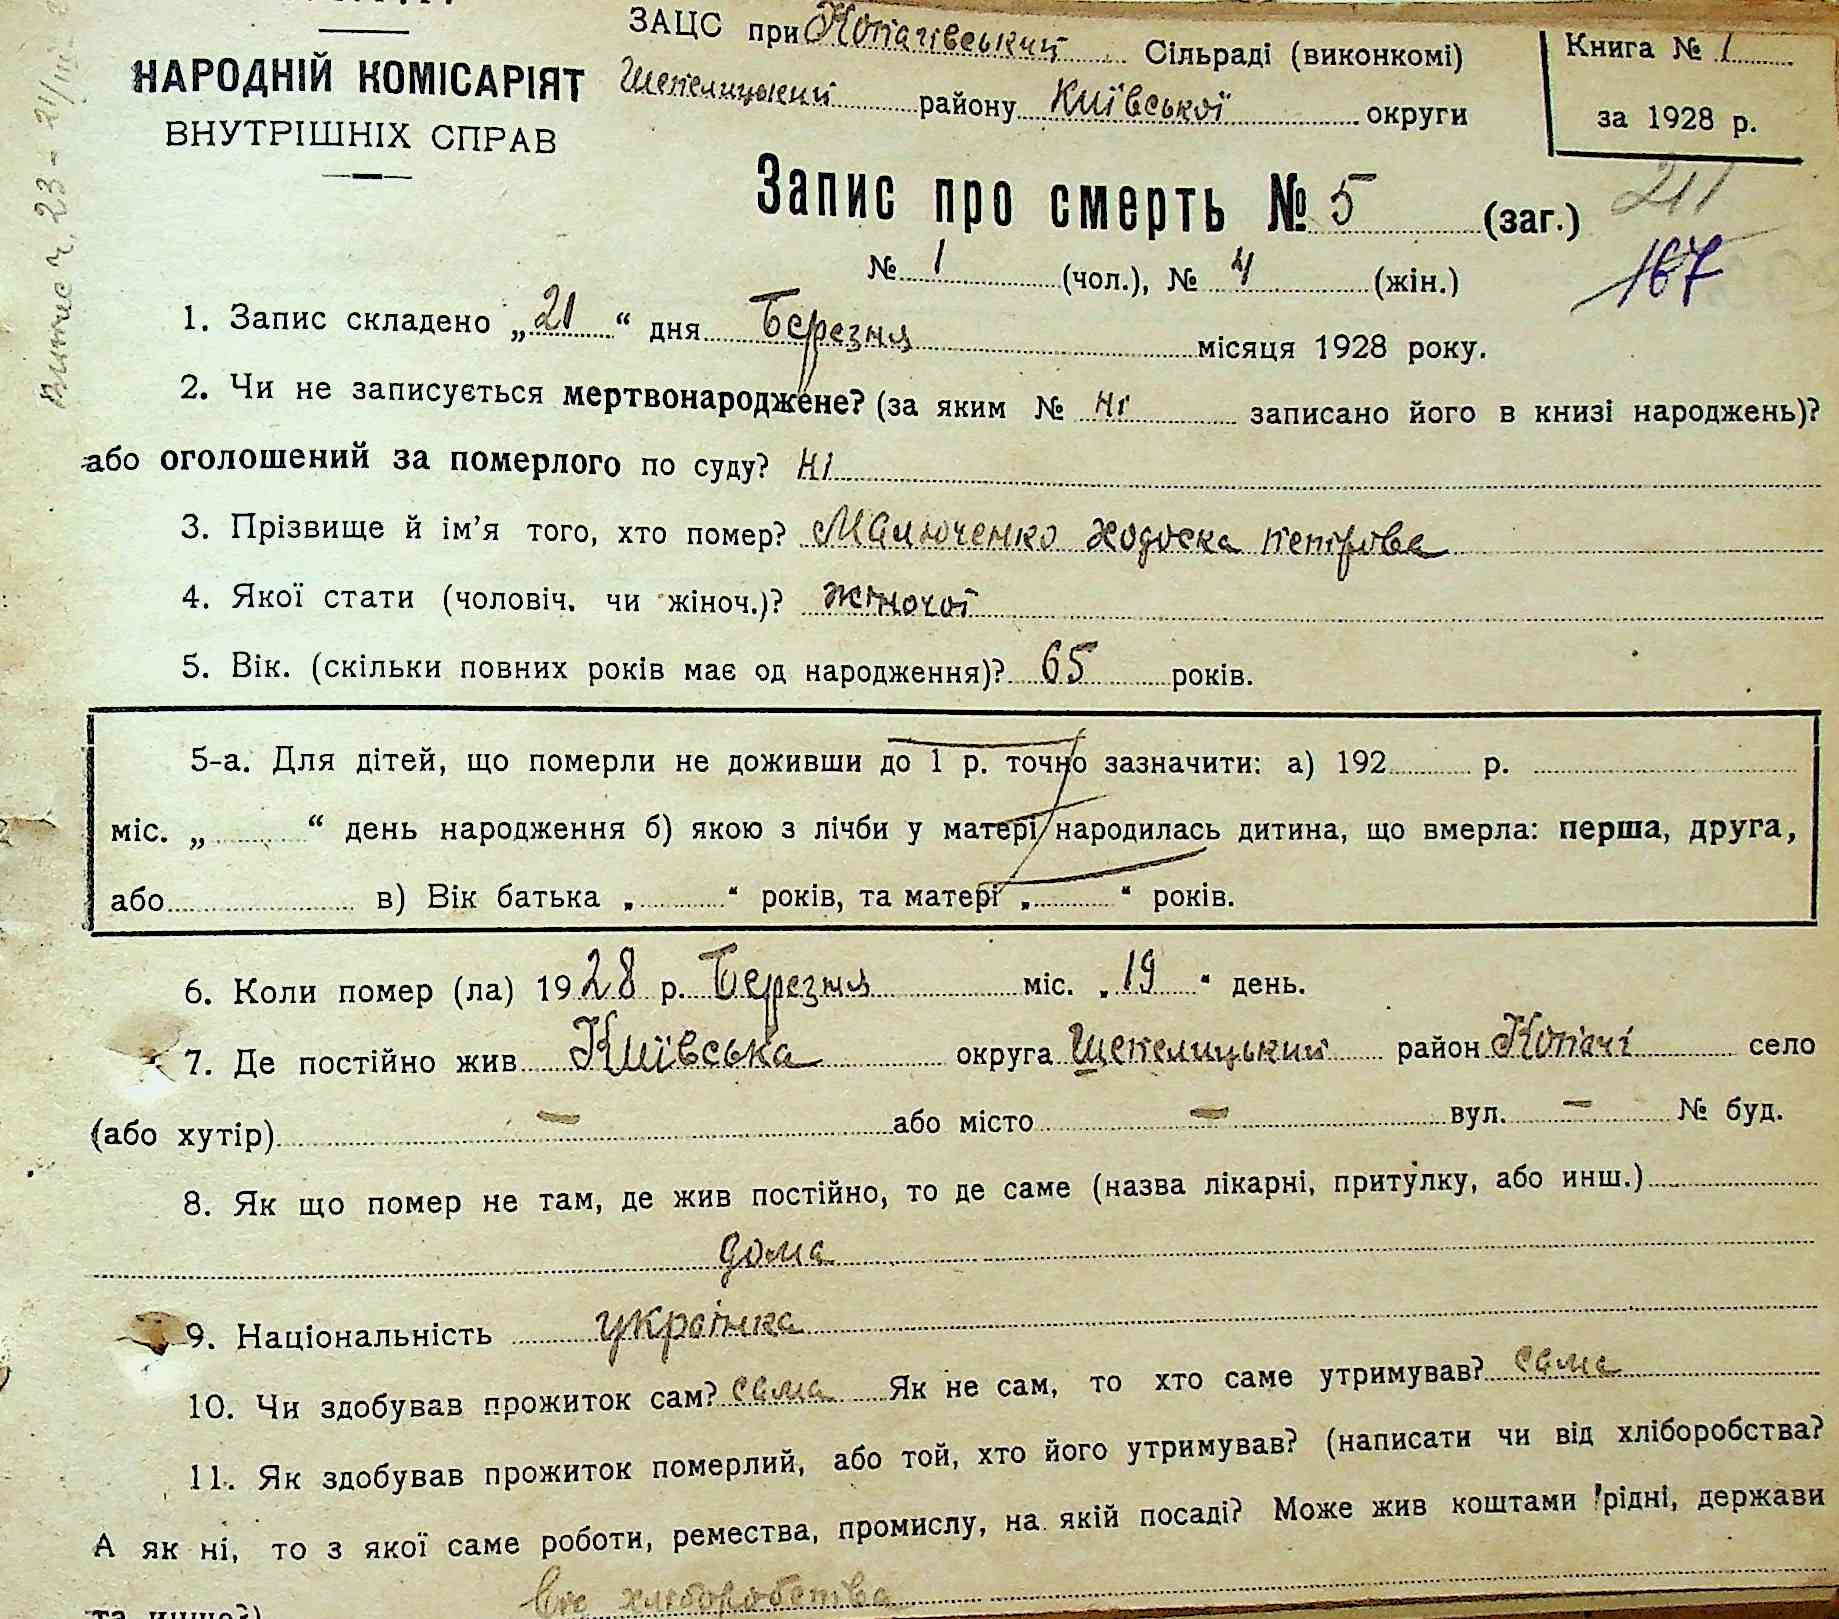 НАРОДНІЙ КОМІСАРІЯТ
ВНУТРІШНІХ СПРАВ
ЗАЦС при Копачівський Сільраді (виконкомі)
Шепелицький району Київської округи
Книга № 1
за 1928 р.
Запис про смерть № 5 (заг.)
211
167
№ 1 (чол.), № 4 (жін.)
1. Запис складено „21“ дня Березня місяця 1928 року.
2. Чи не записується мертвонароджене? (за яким № ні записано його в книзі народжень)?
або оголошений за померлого по суду? ні
3. Прізвище й ім'я того, хто помер? Малюченко Ходоска петрова
4. Якої стати (чоловіч. чи жіноч.)? жіночої
5. Вік. (скільки повних років має од народження)? 65 років.
5-а. Для дітей, що померли не доживши до 1 р. точно зазначити: а) 192 р.
міс. „ “ день народження б) якою з лічби у матері народилась дитина, що вмерла: перша, друга,
або в) Вік батька „ “ років, та матері „ “ років.
6. Коли помер (ла) 1928 р. Березня міс. „19“ день.
7. Де постійно жив Київська округа Шепелицький район Копачі село
(або хутір) — або місто — вул. — № буд.
8. Як що помер не там, де жив постійно, то де саме (назва лікарні, притулку, або инш.)
дома
9. Національність українка
10. Чи здобував прожиток сам? сама Як не сам, то хто саме утримував? сама
11. Як здобував прожиток померлий, або той, хто його утримував? (написати чи від хліборобства?
А як ні, то з якої саме роботи, ремества, промислу, на якій посаді? Може жив коштами рідні, держави
та инше?) хліборобства